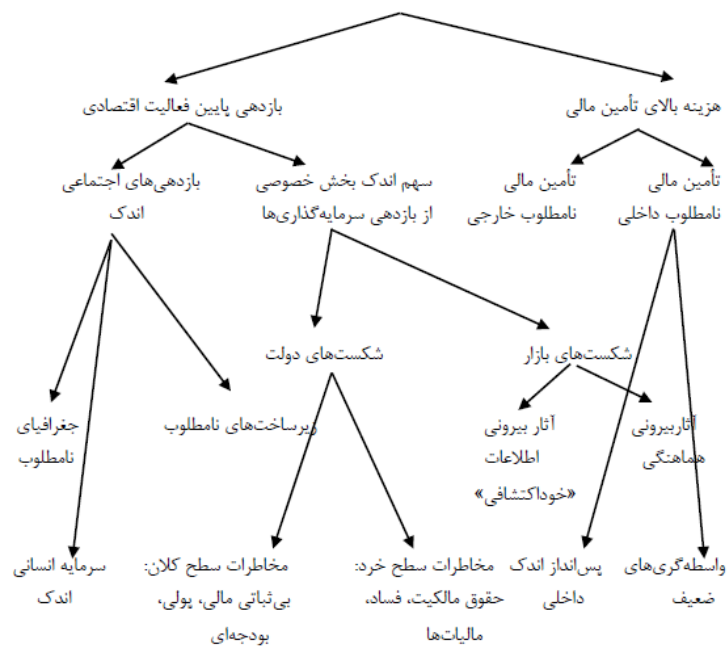 هزینه بالای تأمین مالی
بازدهی پایین فعالیت اقتصادی
تأمین مالی
نامطلوب داخلی
تأمین مالی
نامطلوب خارجی
سهم اندک بخش خصوصی
از بازدهی سرمایه‌گذاری‌ها
بازدهی‌های اجتماعی
اندک
شکست‌های بازار
شکست‌های دولت
آثاربیرونی
هماهنگی
آثار بیرونی
اطلاعات
«خوداکتشافی»
زیرساخت‌های نامطلوب
جغرافیای
نامطلوب
واسطه‌گری‌های
ضعیف
پس‌انداز اندک
داخلی
مخاطرات سطح خرد:
حقوق مالکیت، فساد،
مالیات‌ها
مخاطرات سطح کلان:
بی‌ثباتی مالی، پولی،
بودجه‌ای
سرمایه انسانی
اندک